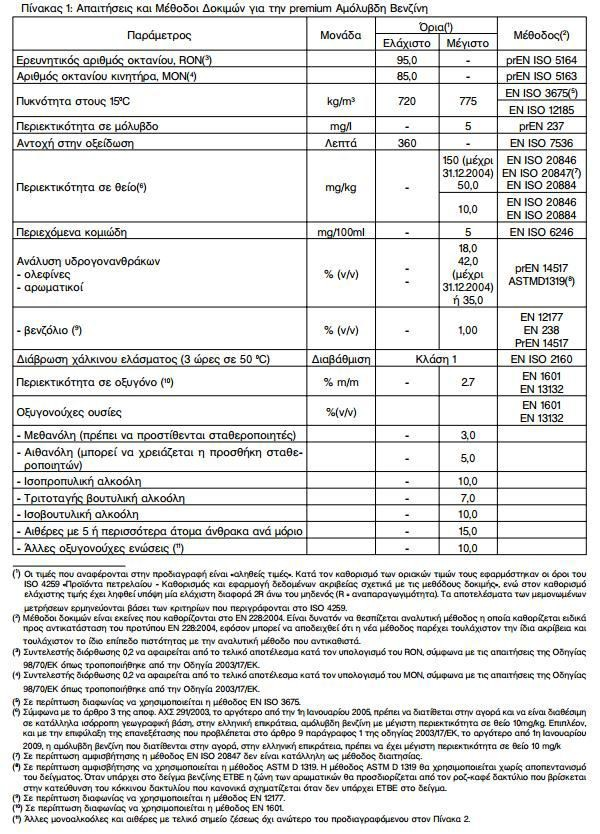 Πίνακας 1: Απαιτήσεις και Μέθοδοι Δοκιμών για την premium Αμόλυβδη Βενζίνη
Παράμετρος Μονάδα Όρια(¹) Μέθοδος(²)
Ελάχιστο Μέγιστο
Ερευνητικός αριθμός οκτανίου, RON(³) 95,0 - prEN ISO 5164
Αριθμός οκτανίου κινητήρα, MON(⁴) 85,0 - prEN ISO 5163
Πυκνότητα στους 15ºC kg/m³ 720 775 EN ISO 3675(⁵)
EN ISO 12185
Περιεκτικότητα σε μόλυβδο mg/l - 5 prEN 237
Αντοχή στην οξείδωση Λεπτά 360 - EN ISO 7536
Περιεκτικότητα σε θείο(⁶) mg/kg - 150 (μέχρι 31.12.2004) 50,0 EN ISO 20846
EN ISO 20847(⁷)
EN ISO 20884
10,0 EN ISO 20846
EN ISO 20884
Περιεχόμενα κομιώδη mg/100ml - 5 EN ISO 6246
Ανάλυση υδρογονανθράκων
- ολεφίνες
- αρωματικοί
% (v/v)
-
-
18,0
42,0
(μέχρι
31.12.2004)
ή 35,0
prEN 14517
ASTMD1319(⁸)
- βενζόλιο (⁹) % (v/v) - 1,00 EN 12177
EN 238
PrEN 14517
Διάβρωση χάλκινου ελάσματος (3 ώρες σε 50 ºC) Διαβάθμιση Κλάση 1 EN ISO 2160
Περιεκτικότητα σε οξυγόνο (¹⁰) % m/m - 2.7 EN 1601
EN 13132
Οξυγονούχες ουσίες %(v/v) EN 1601
EN 13132
- Μεθανόλη (πρέπει να προστίθενται σταθεροποιητές) - 3,0
- Αιθανόλη (μπορεί να χρειάζεται η προσθήκη σταθε-
ροποιητών) - 5,0
- Ισοπροπυλική αλκοόλη - 10,0
- Τριτοταγής βουτυλική αλκοόλη - 7,0
- Ισοβουτυλική αλκοόλη - 10,0
- Αιθέρες με 5 ή περισσότερα άτομα άνθρακα ανά μόριο - 15,0
- Άλλες οξυγονούχες ενώσεις (¹¹) - 10,0
(¹) Οι τιμές που αναφέρονται στην προδιαγραφή είναι «αληθείς τιμές». Κατά τον καθορισμό των οριακών τιμών τους εφαρμόστηκαν οι όροι του
ISO 4259 «Προϊόντα πετρελαίου - Καθορισμός και εφαρμογή δεδομένων ακριβείας σχετικά με τις μεθόδους δοκιμής», ενώ στον καθορισμό
ελάχιστης τιμής έχει ληφθεί υπόψη μία ελάχιστη διαφορά 2R άνω του μηδενός (R = αναπαραγωγιμότητα). Τα αποτελέσματα των μεμονωμένων
μετρήσεων ερμηνεύονται βάσει των κριτηρίων που περιγράφονται στο ISO 4259.
(²) Μέθοδοι δοκιμών είναι εκείνες που καθορίζονται στο EN 228:2004. Είναι δυνατόν να θεσπίζεται αναλυτική μέθοδος η οποία καθορίζεται ειδικά
προς αντικατάσταση του προτύπου EN 228:2004, εφόσον μπορεί να αποδειχθεί ότι η νέα μέθοδος παρέχει τουλάχιστον την ίδια ακρίβεια και
τουλάχιστον το ίδιο επίπεδο πιστότητας με την αναλυτική μέθοδο που αντικαθιστά.
(³) Συντελεστής διόρθωσης 0,2 να αφαιρείται από το τελικό αποτέλεσμα κατά τον υπολογισμό του RON, σύμφωνα με τις απαιτήσεις της Οδηγίας
98/70/ΕΚ όπως τροποποιήθηκε από την Οδηγία 2003/17/ΕΚ.
(⁴) Συντελεστής διόρθωσης 0,2 να αφαιρείται από το τελικό αποτέλεσμα κατά τον υπολογισμό του MON, σύμφωνα με τις απαιτήσεις της Οδηγίας
98/70/ΕΚ όπως τροποποιήθηκε από την Οδηγία 2003/17/ΕΚ.
(⁵) Σε περίπτωση διαφωνίας να χρησιμοποιείται η μέθοδος EN ISO 3675.
(⁶) Σύμφωνα με το άρθρο 3 της αποφ. ΑΧΣ 291/2003, το αργότερο από την 1η Ιανουαρίου 2005, πρέπει να διατίθεται στην αγορά και να είναι διαθέσιμη
σε κατάλληλα ισόρροπη γεωγραφική βάση, στην ελληνική επικράτεια, αμόλυβδη βενζίνη με μέγιστη περιεκτικότητα σε θείο 10mg/kg. Επιπλέον,
και με την επιφύλαξη της επανεξέτασης που προβλέπεται στο άρθρο 9 παράγραφος 1 της οδηγίας 2003/17/ΕΚ, το αργότερο από 1η Ιανουαρίου
2009, η αμόλυβδη βενζίνη που διατίθενται στην αγορά, στην ελληνική επικράτεια, πρέπει να έχει μέγιστη περιεκτικότητα σε θείο 10 mg/k
(⁷) Σε περίπτωση αμφισβήτησης η μέθοδος EN ISO 20847 δεν είναι κατάλληλη ως μέθοδος διαιτησίας.
(⁸) Σε περίπτωση αμφισβήτησης να χρησιμοποιείται η μέθοδος ASTM D 1319. Η μέθοδος ASTM D 1319 θα χρησιμοποιείται χωρίς αποπεντανισμό
του δείγματος. Όταν υπάρχει στο δείγμα βενζίνης ETBE η ζώνη των αρωματικών θα προσδιορίζεται από τον ροζ-καφέ δακτύλιο που βρίσκεται
στην κατεύθυνση του κόκκινου δακτυλίου που κανονικά σχηματίζεται όταν δεν υπάρχει ETBE στο δείγμα.
(⁹) Σε περίπτωση διαφωνίας να χρησιμοποιείται η μέθοδος EN 12177.
(¹⁰) Σε περίπτωση διαφωνίας να χρησιμοποιείται η μέθοδος EN 1601.
(¹¹) Άλλες μονοαλκοόλες και αιθέρες με τελικό σημείο ζέσεως όχι ανώτερο του προδιαγραφόμενου στον Πίνακα 2.